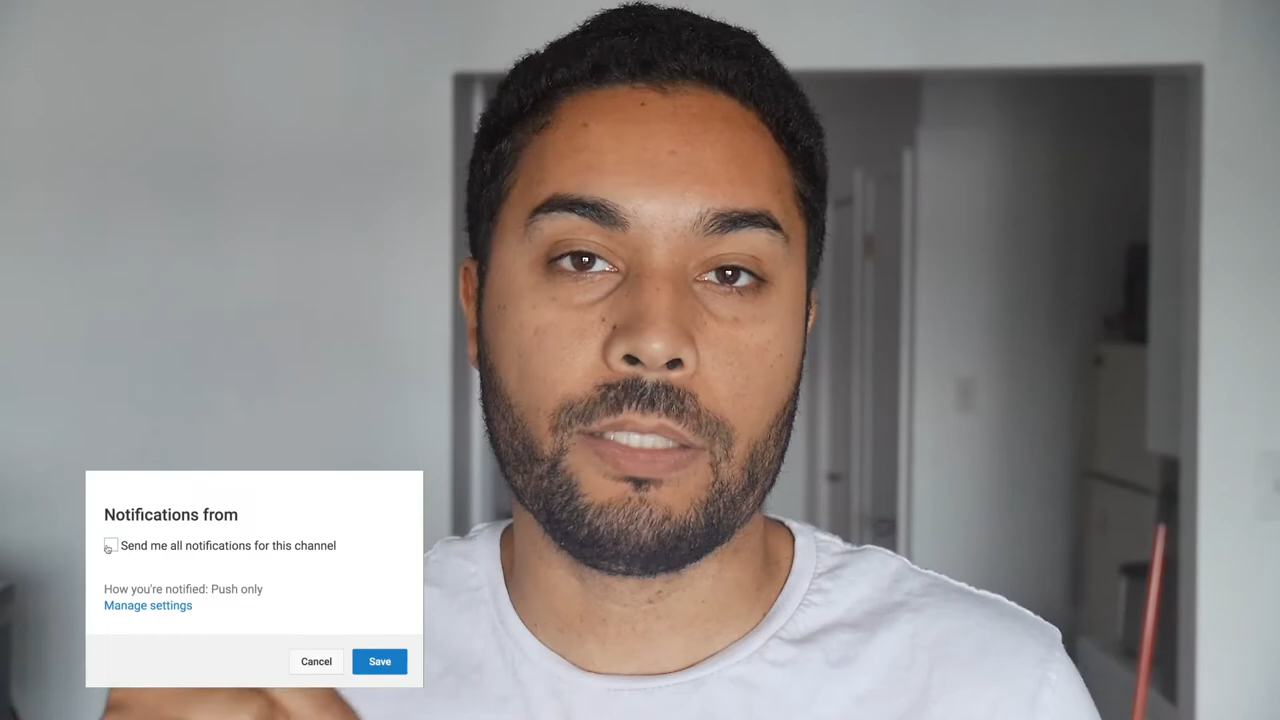 Notifications from
Send me all notifications for this channel
How you're notified: Push only
Manage settings
Cancel
Save